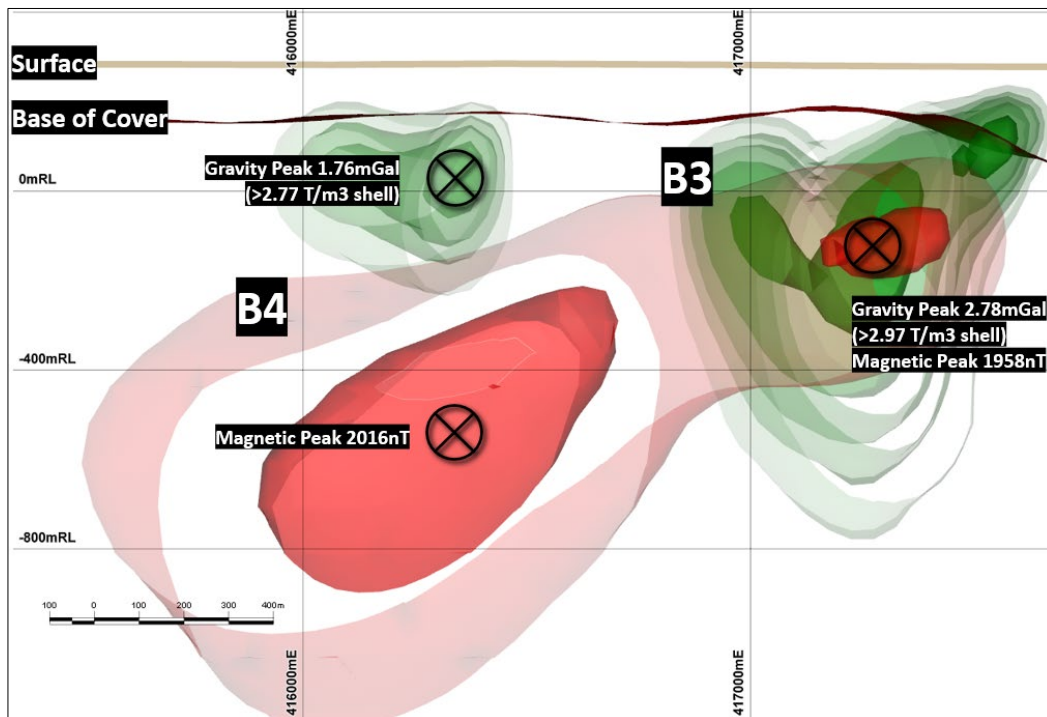 416000mE
417000mE
Surface
Base of Cover
Gravity Peak 1.76mGal
(>2.77 T/m3 shell)
B3
0mRL
B4
Gravity Peak 2.78mGal
(>2.97 T/m3 shell)
Magnetic Peak 1958nT
-400mRL
Magnetic Peak 2016nT
-800mRL
100 0 100 200 300 400m
416000mE
417000mE